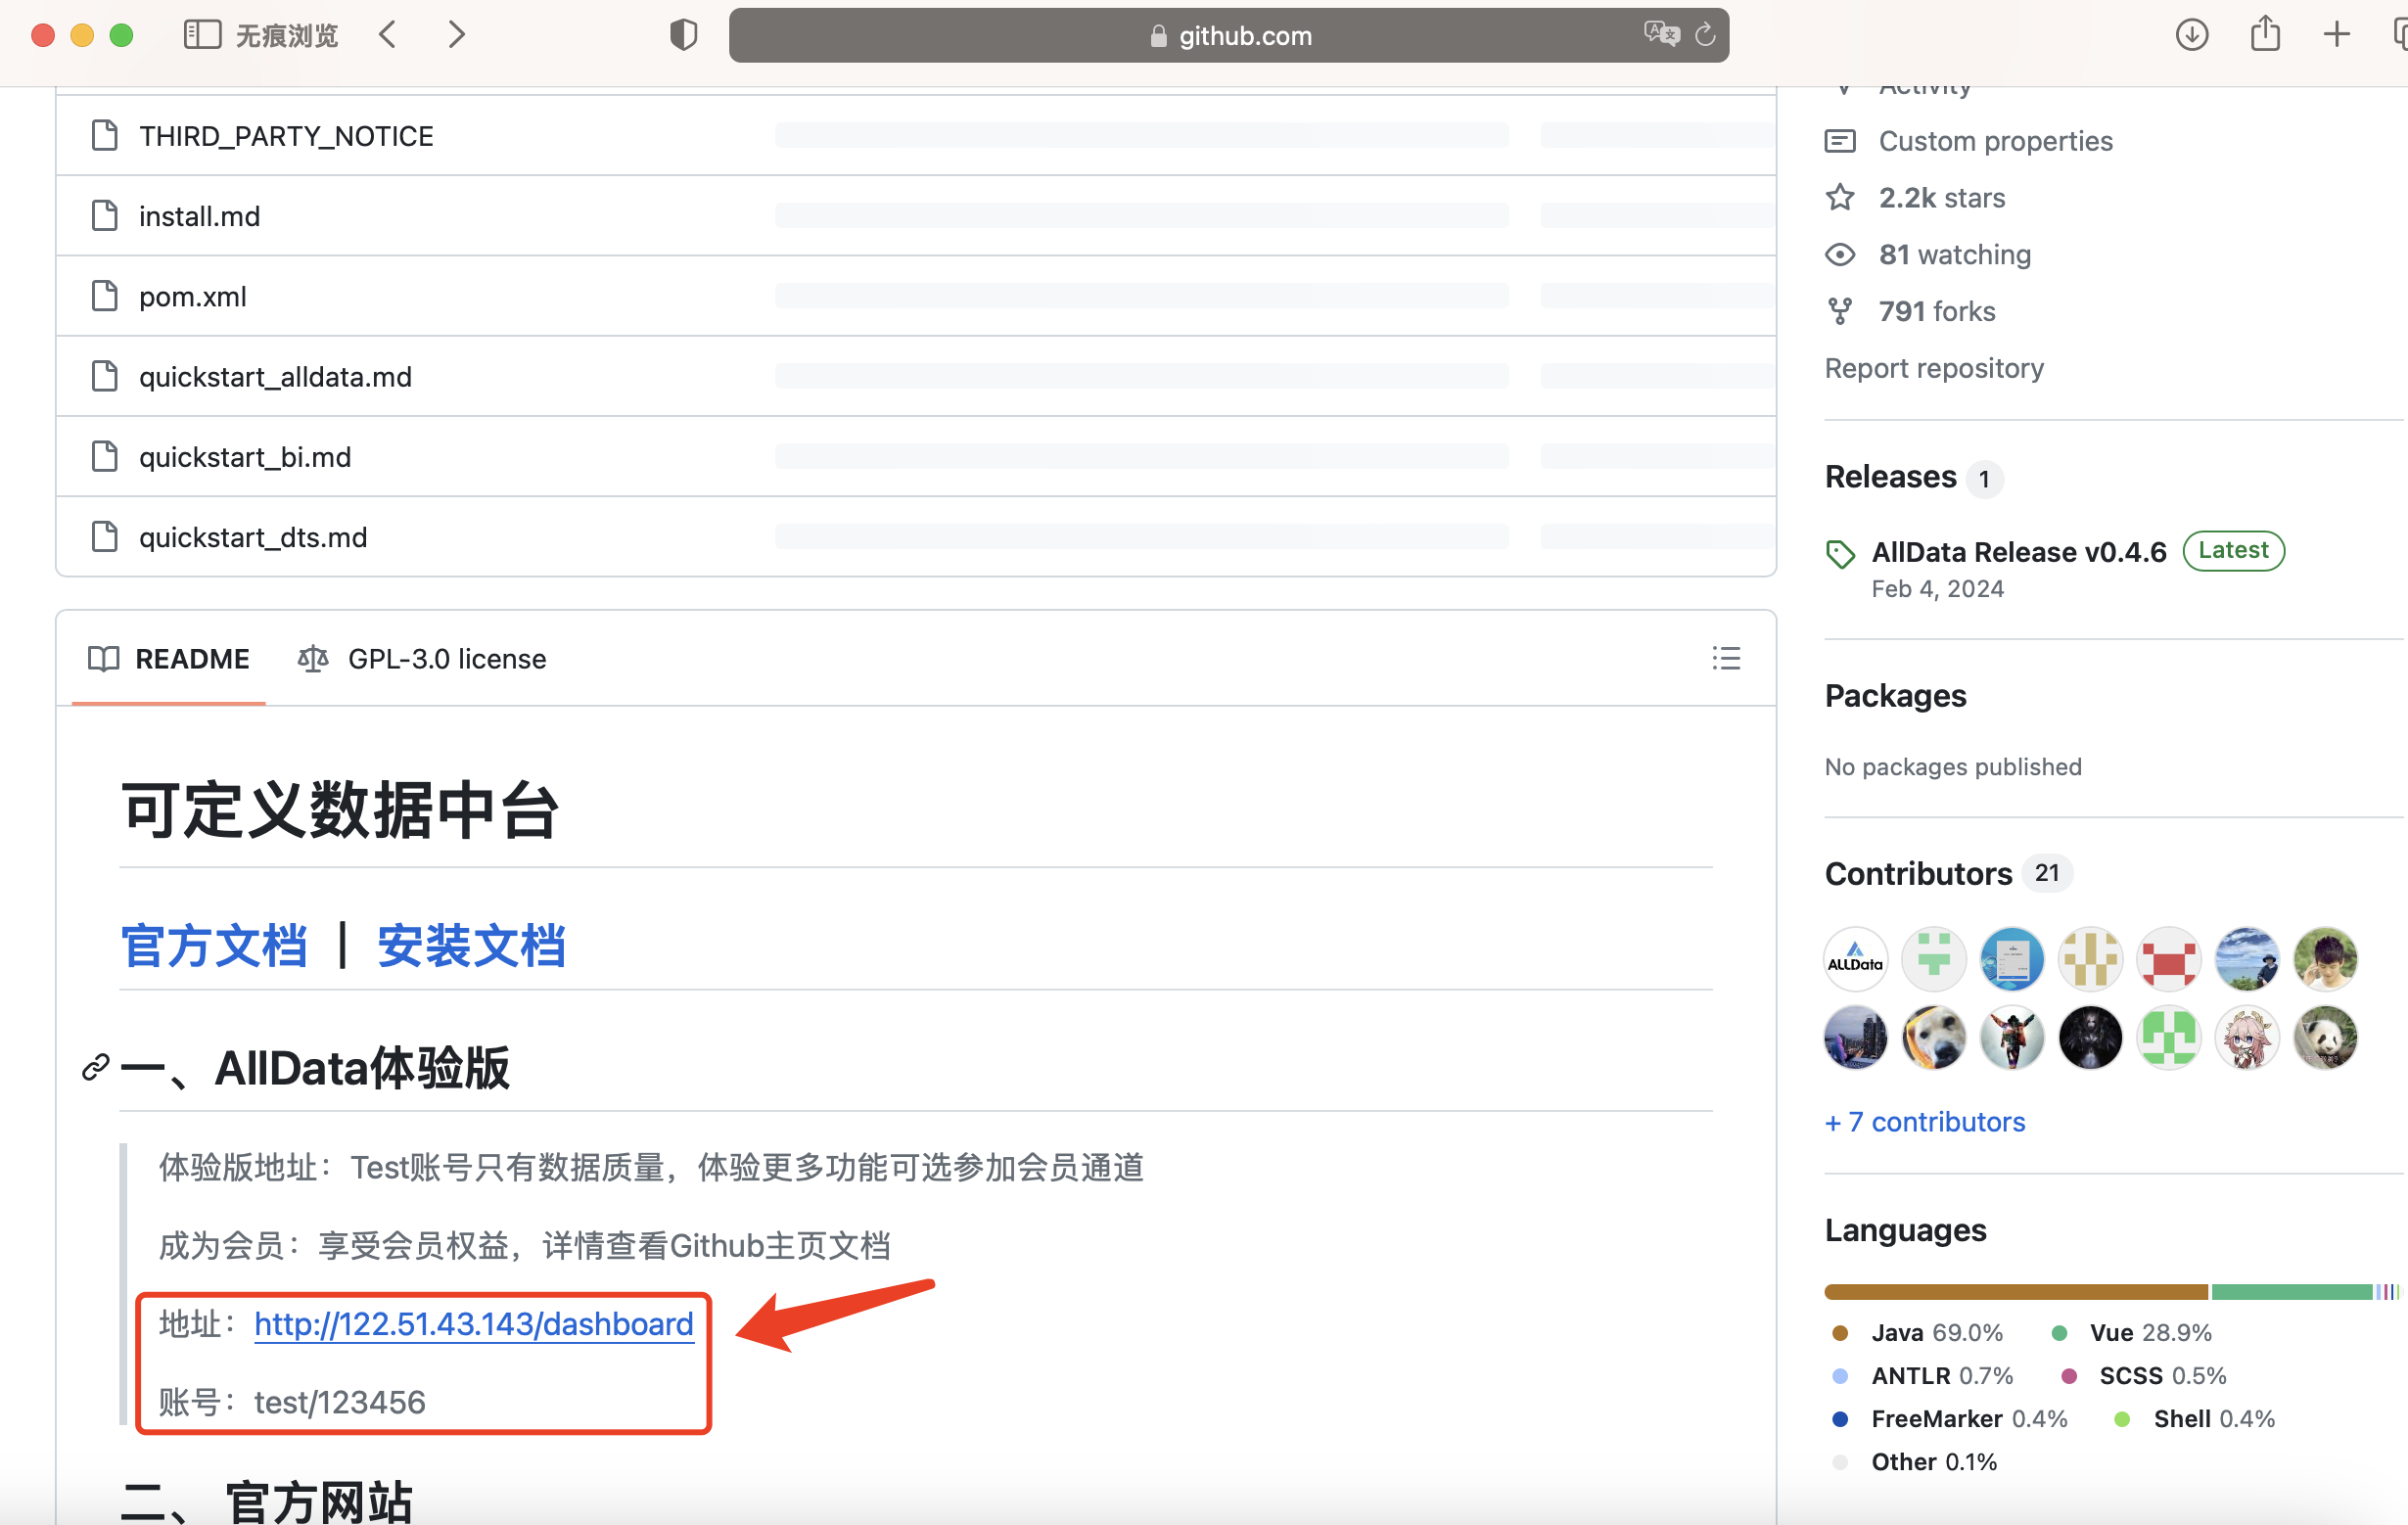 无痕浏览
github.com
Activity
THIRD_PARTY_NOTICE
install.md
pom.xml
quickstart_alldata.md
quickstart_bi.md
quickstart_dts.md
README
GPL-3.0 license
可定义数据中台
官方文档 | 安装文档
一、AllData体验版
体验版地址：Test账号只有数据质量，体验更多功能可选参加会员通道
成为会员：享受会员权益，详情查看Github主页文档
地址：http://122.51.43.143/dashboard
账号：test/123456
二、官方网站
Custom properties
2.2k stars
81 watching
791 forks
Report repository
Releases 1
AllData Release v0.4.6 Latest
Feb 4, 2024
Packages
No packages published
Contributors 21
ALLData
+ 7 contributors
Languages
Java 69.0% Vue 28.9%
ANTLR 0.7% SCSS 0.5%
FreeMarker 0.4% Shell 0.4%
Other 0.1%